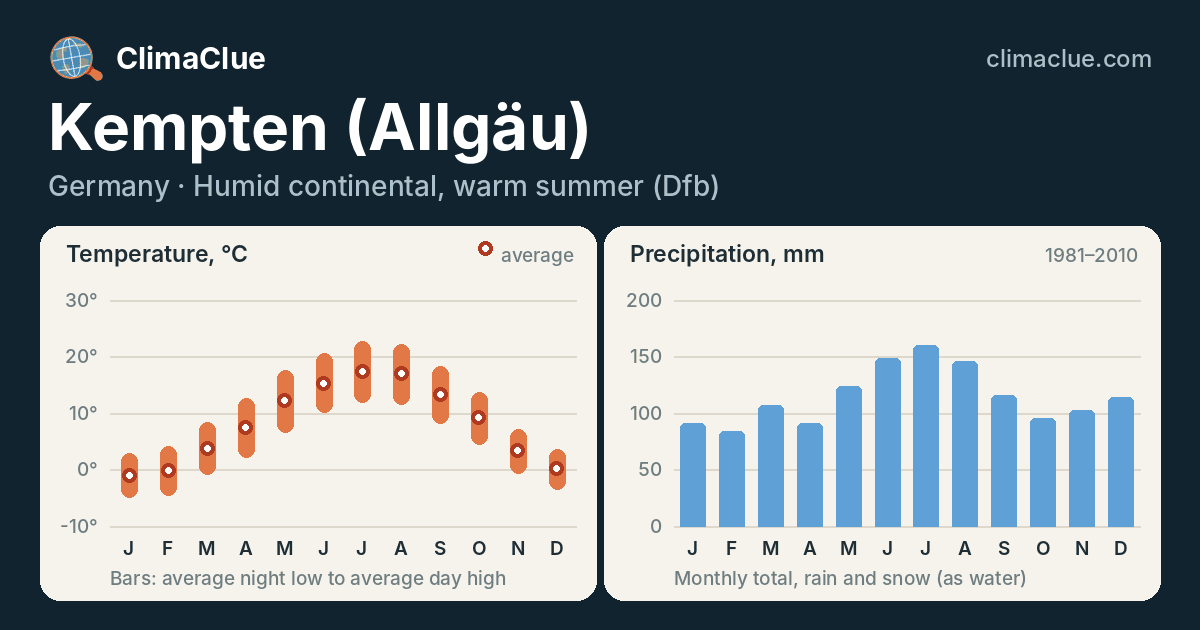 ClimaClue
climaclue.com
Kempten (Allgäu)
Germany · Humid continental, warm summer (Dfb)
Temperature, °C
average
30°
20°
10°
0°
-10°
J F M A M J J A S O N D
Bars: average night low to average day high
Precipitation, mm
1981–2010
200
150
100
50
0
J F M A M J J A S O N D
Monthly total, rain and snow (as water)